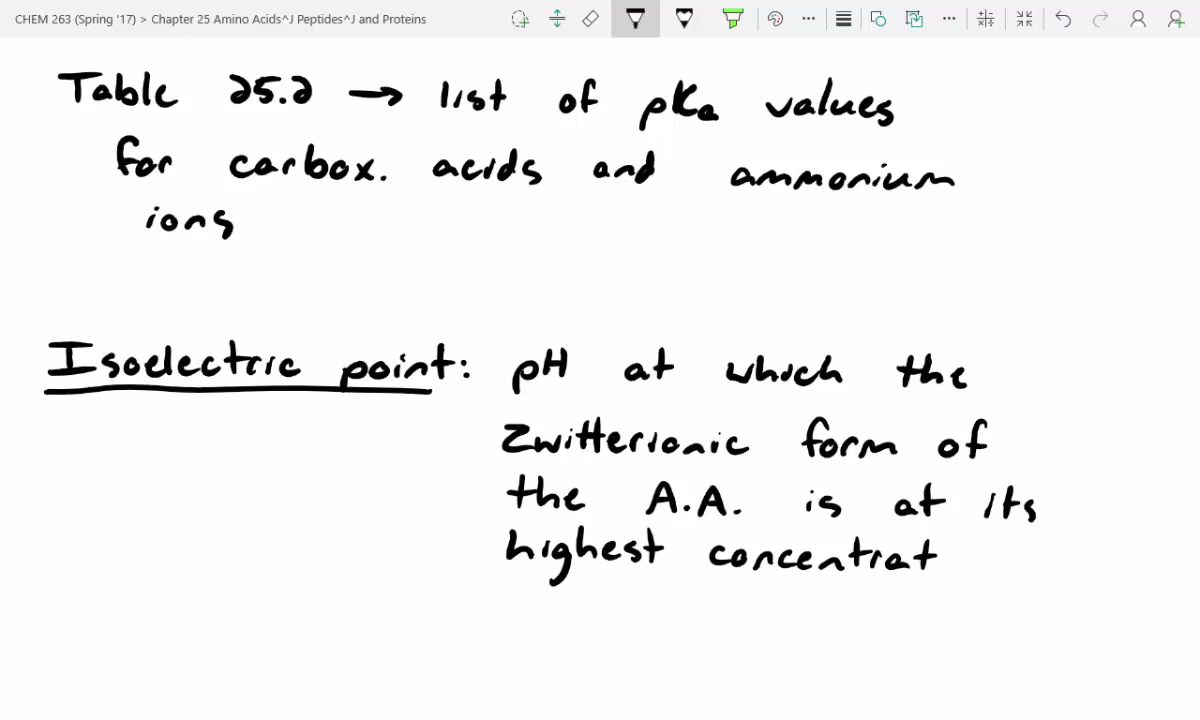 CHEM 263 (Spring '17) > Chapter 25 Amino Acids^J Peptides^J and Proteins
Table 25.2 → list of pKa values
for carbox. acids and ammonium
ions
Isoelectric point: pH at which the
zwitterionic form of
the A.A. is at its
highest concentrat